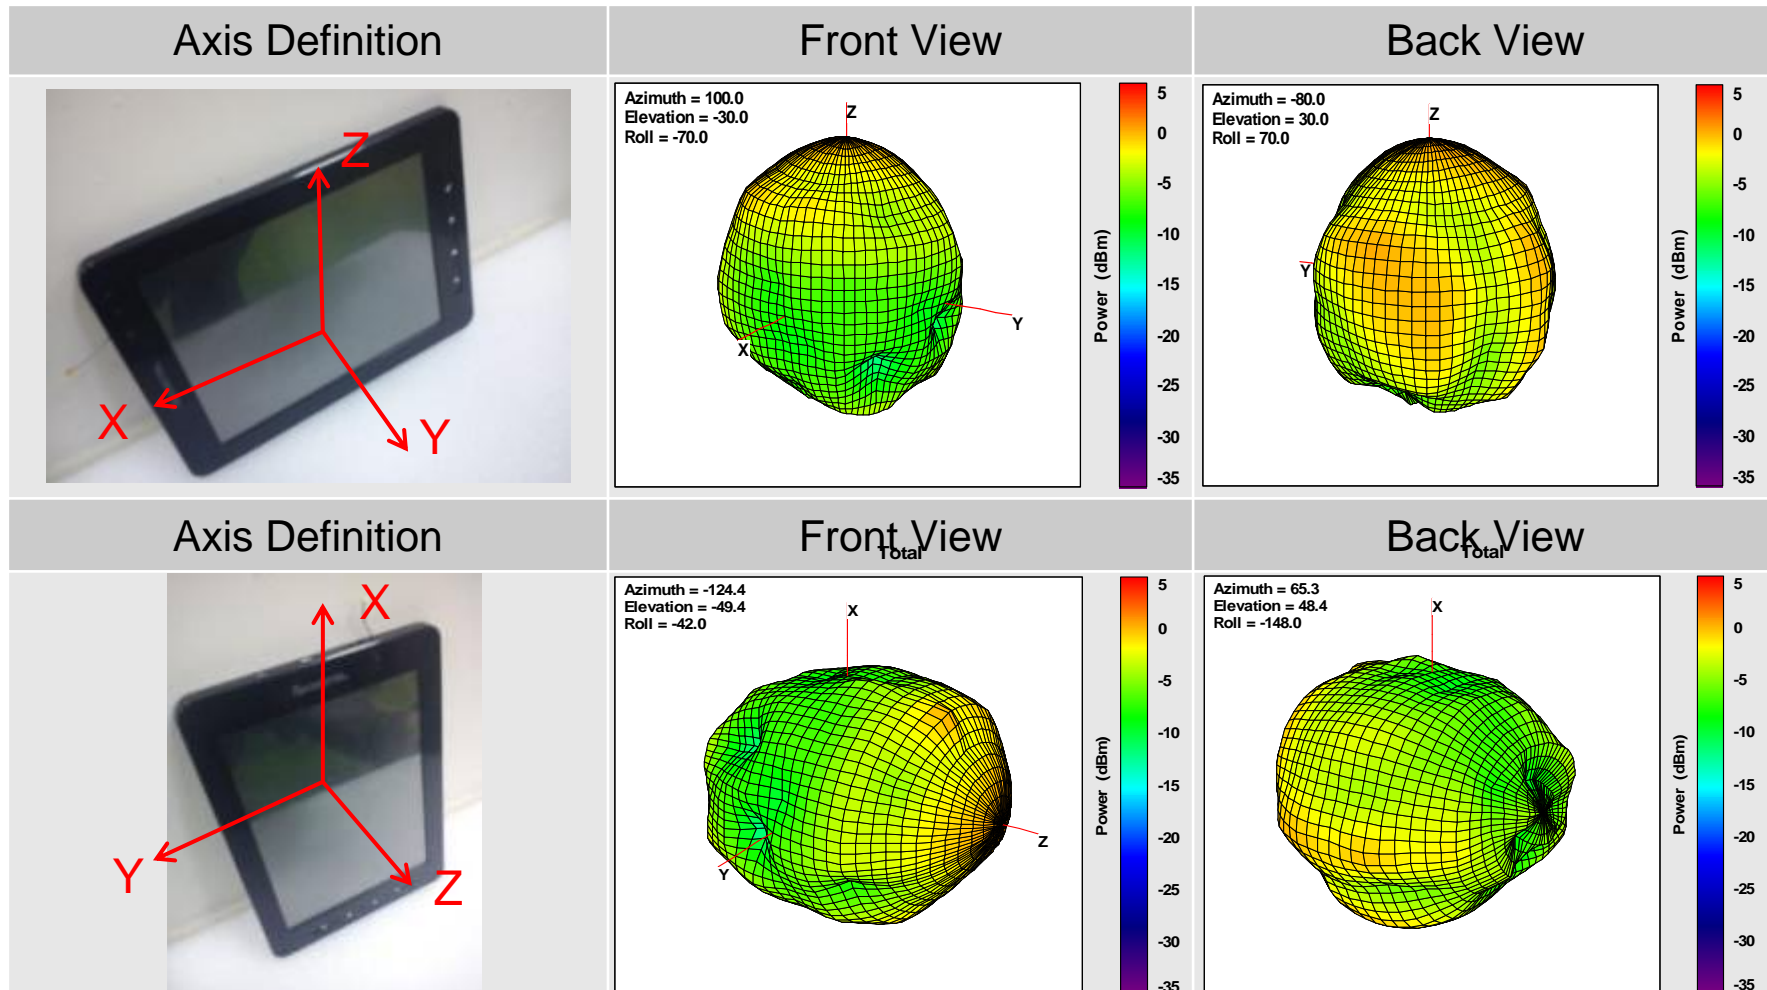 Axis Definition
Front View
Back View
Z
X
Y
Azimuth = 100.0
Elevation = -30.0
Roll = -70.0
Z
X
Y
5
0
-5
-10
-15
-20
-25
-30
-35
Power (dBm)
Azimuth = -80.0
Elevation = 30.0
Roll = 70.0
Z
Y
5
0
-5
-10
-15
-20
-25
-30
-35
Power (dBm)
Axis Definition
Front View
Total
Back View
Total
X
Y
Z
Azimuth = -124.4
Elevation = -49.4
Roll = -42.0
X
Y
Z
5
0
-5
-10
-15
-20
-25
-30
-35
Power (dBm)
Azimuth = 65.3
Elevation = 48.4
Roll = -148.0
X
5
0
-5
-10
-15
-20
-25
-30
-35
Power (dBm)